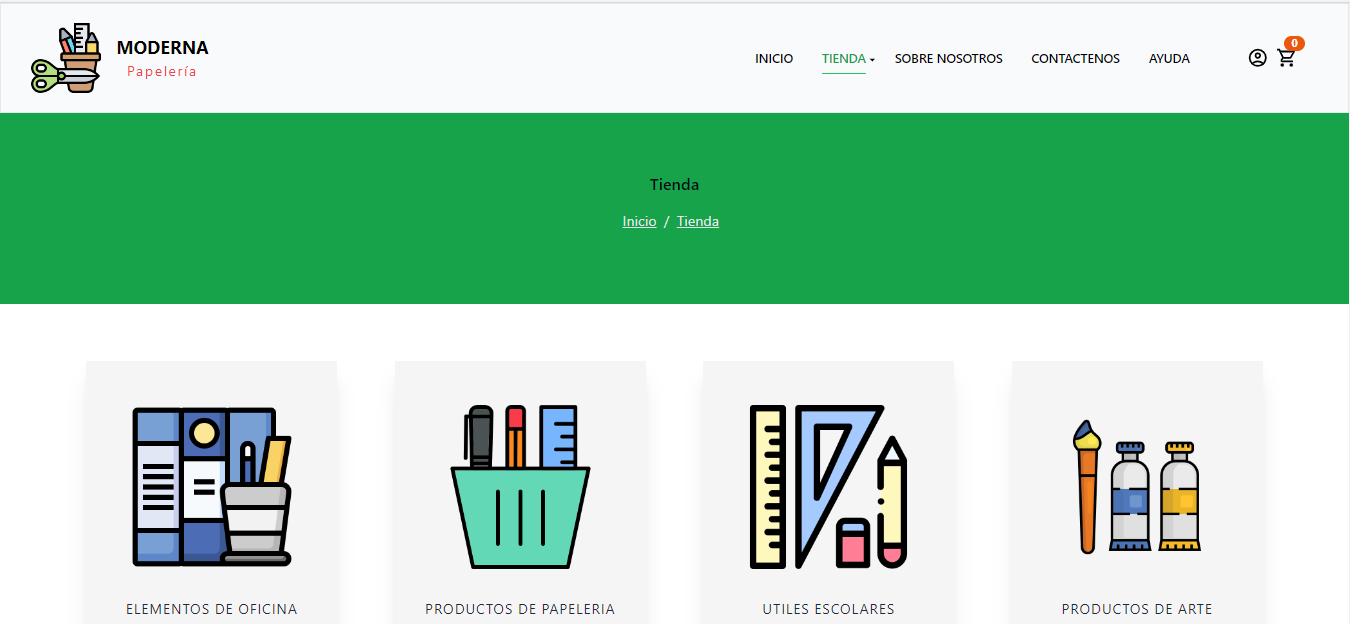 MODERNA
Papelería
INICIO TIENDA SOBRE NOSOTROS CONTACTENOS AYUDA 0
Tienda
Inicio / Tienda
ELEMENTOS DE OFICINA PRODUCTOS DE PAPELERIA UTILES ESCOLARES PRODUCTOS DE ARTE